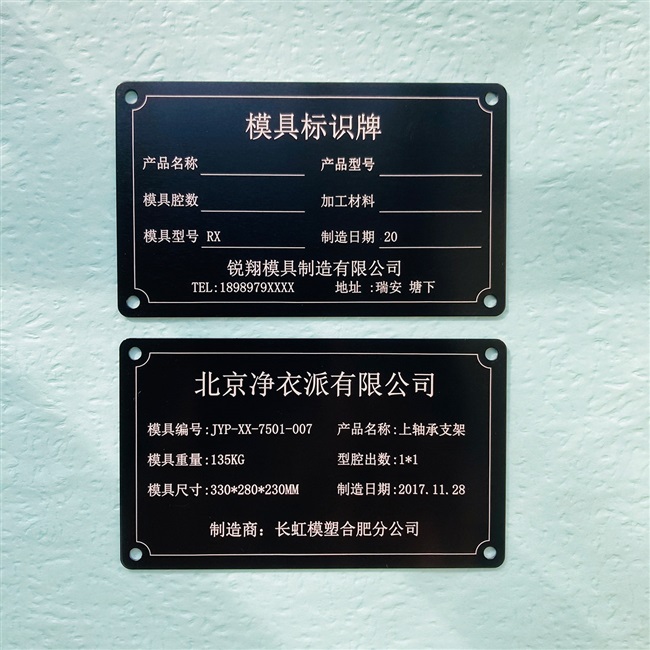 模具标识牌
产品名称 产品型号
模具腔数 加工材料
模具型号 RX 制造日期 20
锐翔模具制造有限公司
TEL:1898979XXXX 地址 :瑞安 塘下
北京净衣派有限公司
模具编号:JYP-XX-7501-007 产品名称:上轴承支架
模具重量:135KG 型腔出数:1*1
模具尺寸:330*280*230MM 制造日期:2017.11.28
制造商：长虹模塑合肥分公司